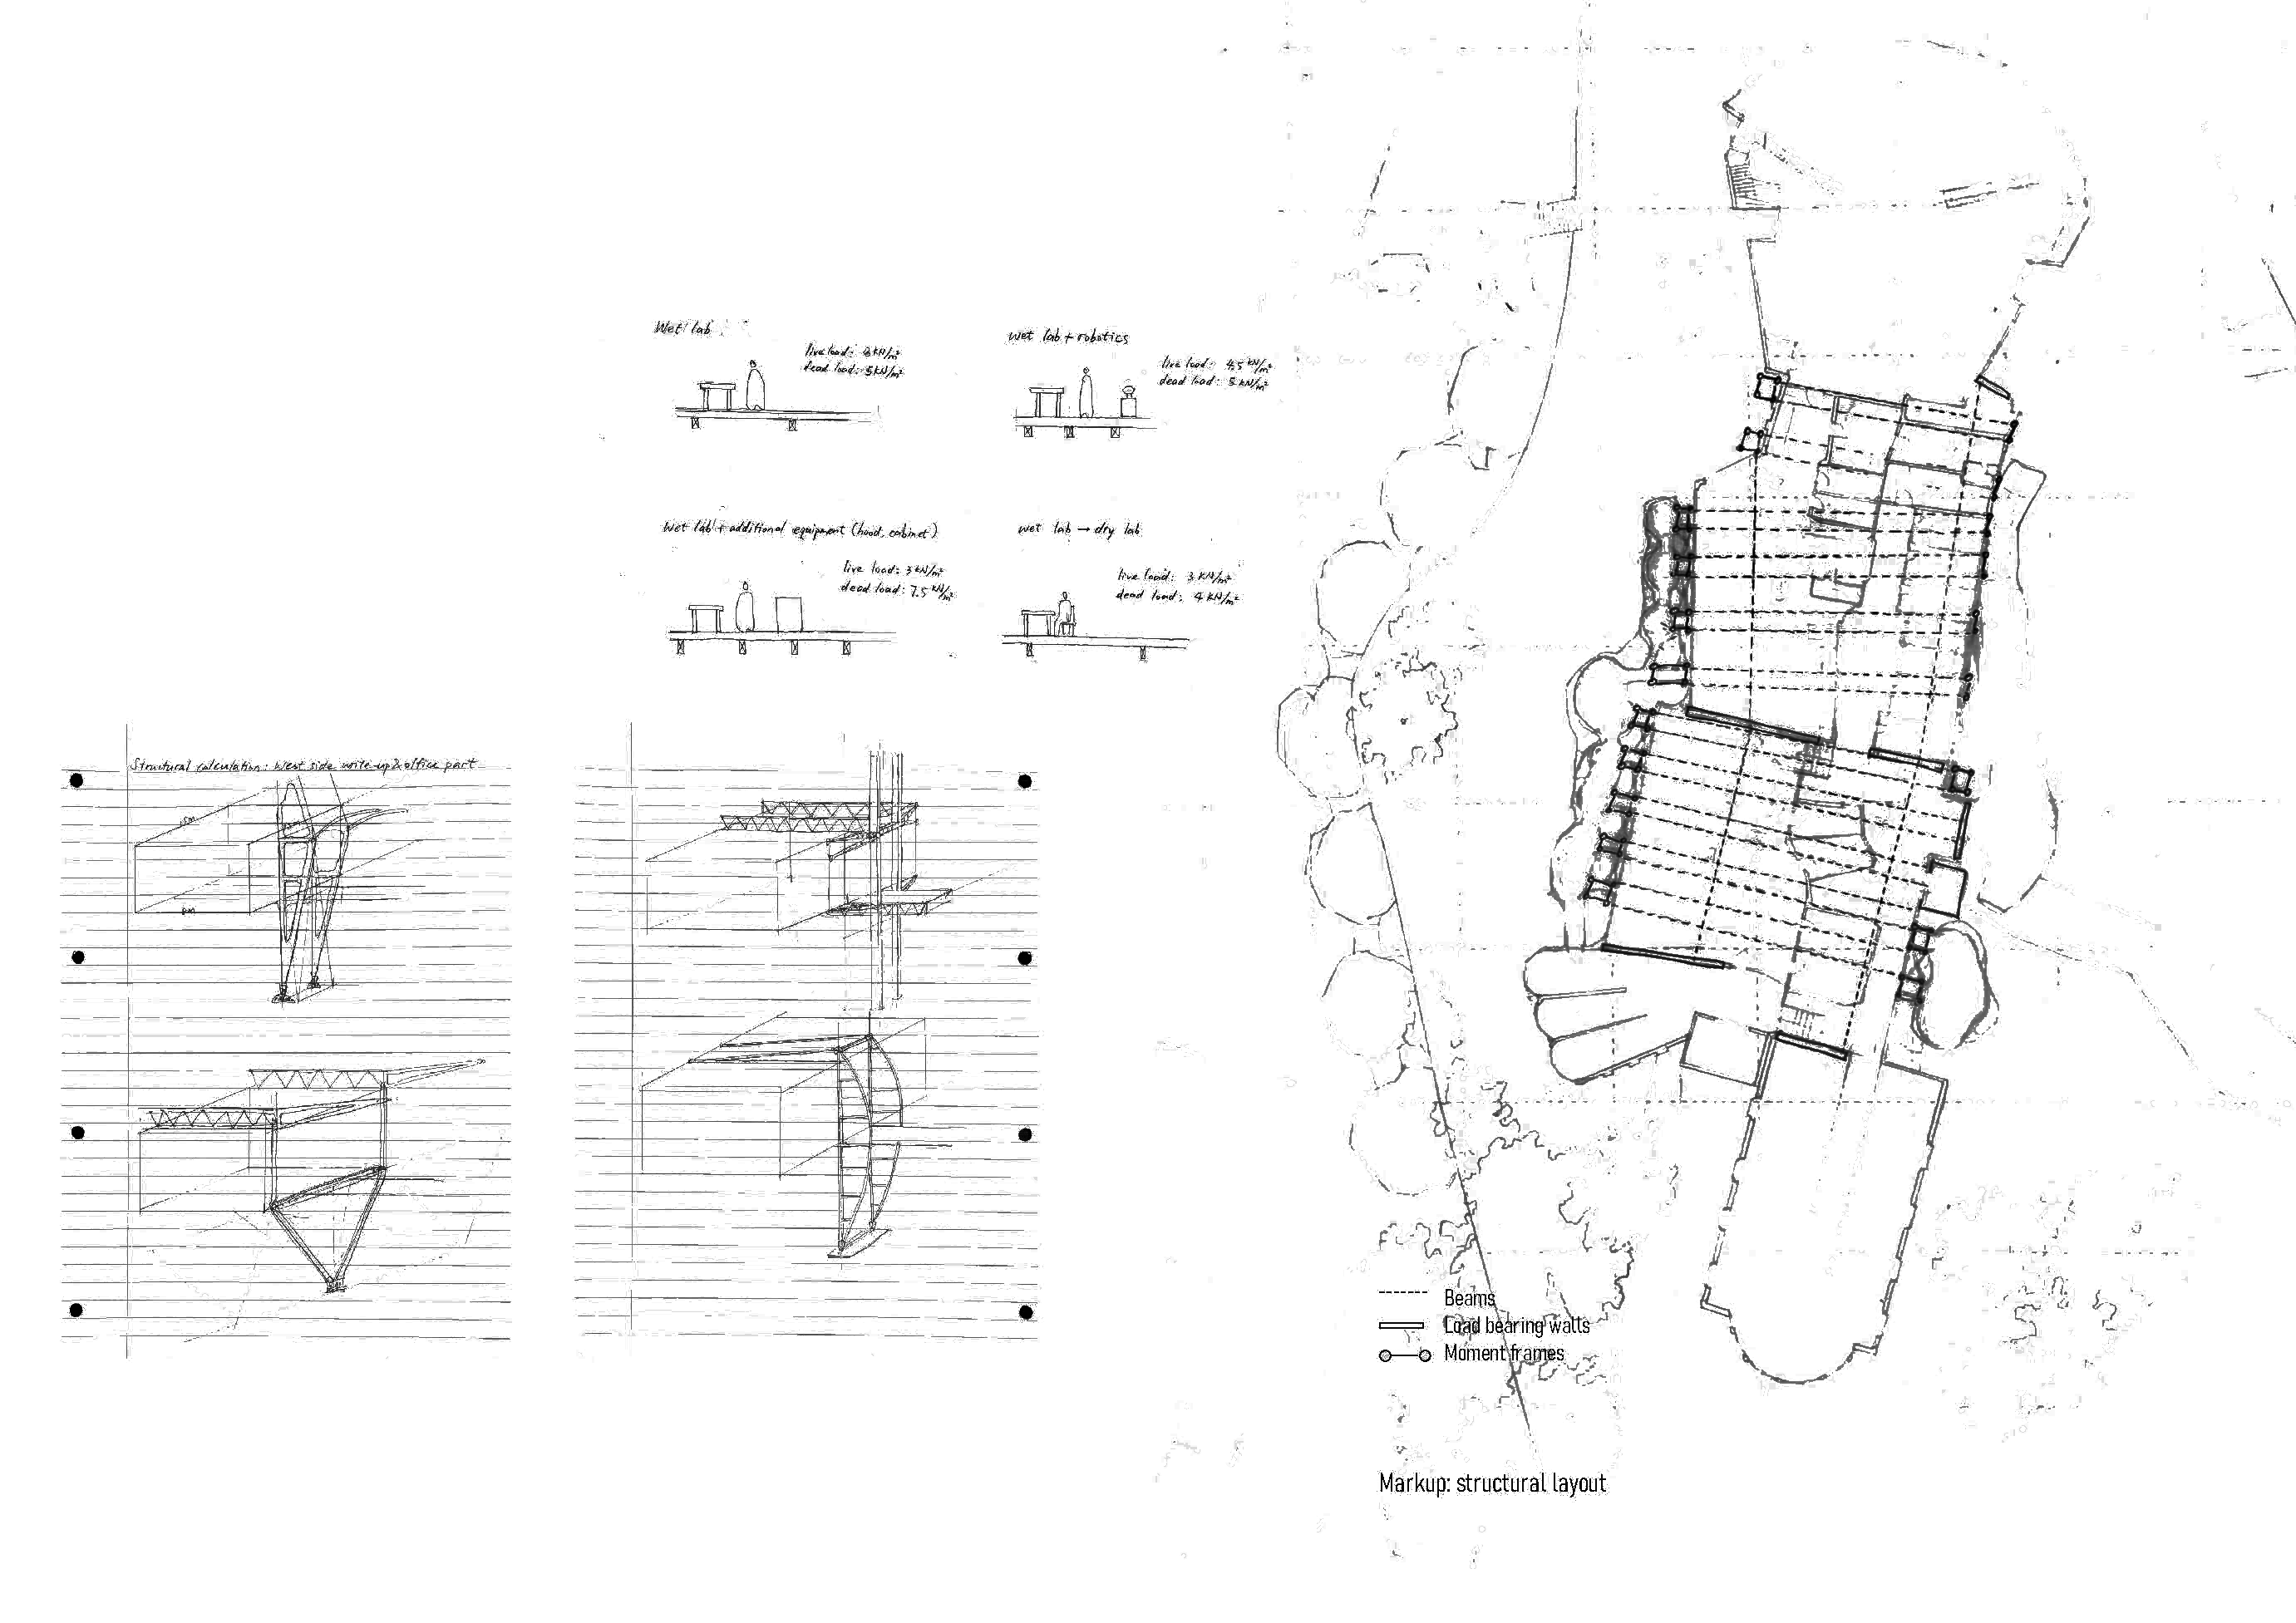 Wet lab
live load: 3 kN/m²
dead load: 5 kN/m²
wet lab + robotics
live load: 4,5 kN/m²
dead load: 5 kN/m²
Wet lab + additional equipment (hood, cabinet)
live load: 3 kN/m²
dead load: 7.5 kN/m²
wet lab → dry lab
live load: 3 kN/m²
dead load: 4 kN/m²
Structural calculation: West side write-up & office part
Beams
Load bearing walls
Moment frames
Markup: structural layout